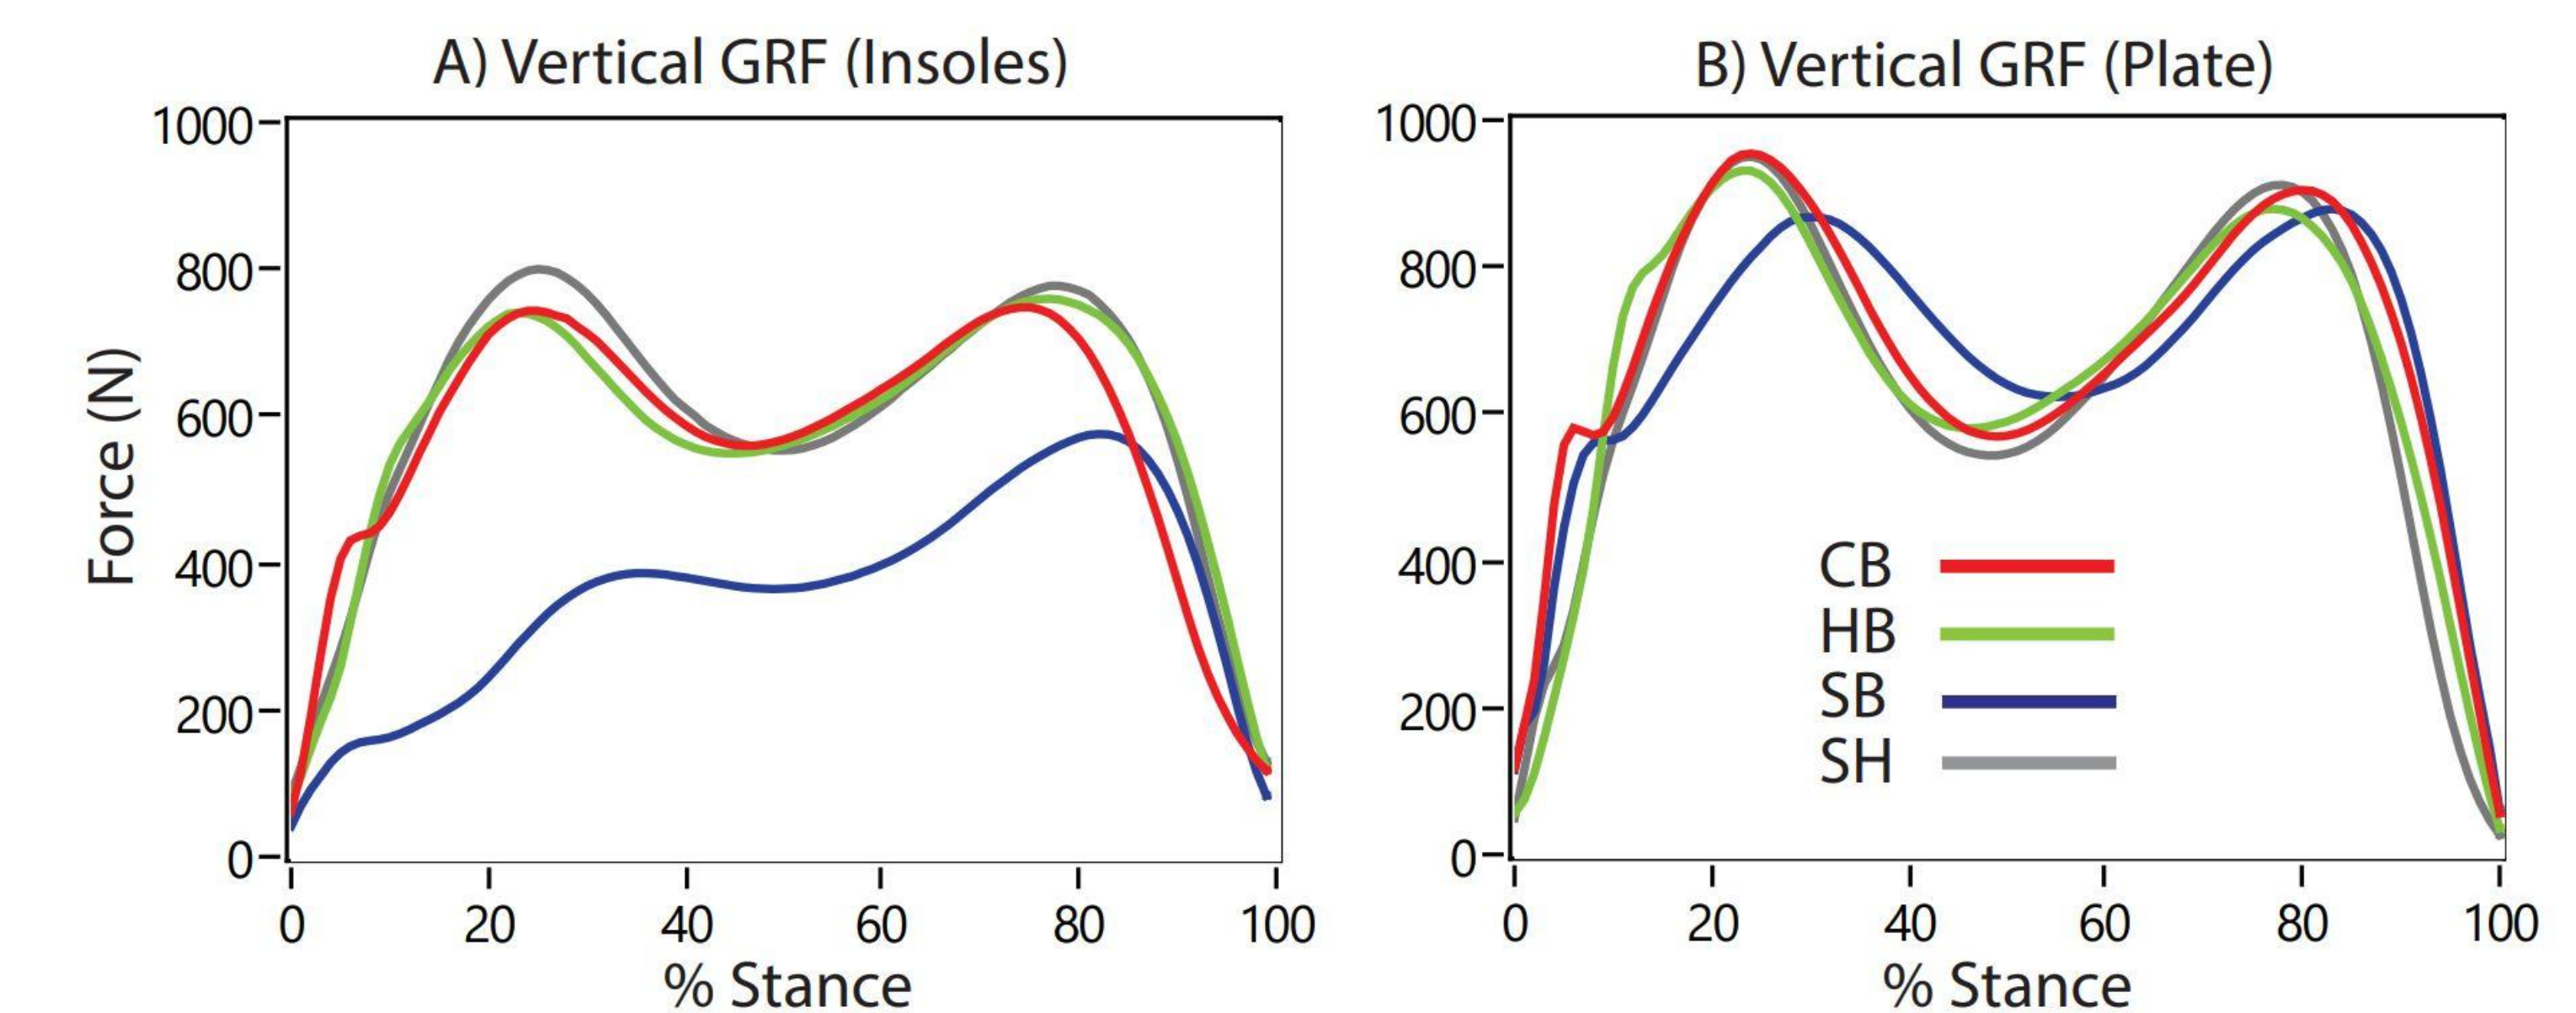 A) Vertical GRF (Insoles)
B) Vertical GRF (Plate)
Force (N)
1000
800
600
400
200
0
0 20 40 60 80 100
% Stance
1000
800
600
400
200
0
CB
HB
SB
SH
0 20 40 60 80 100
% Stance